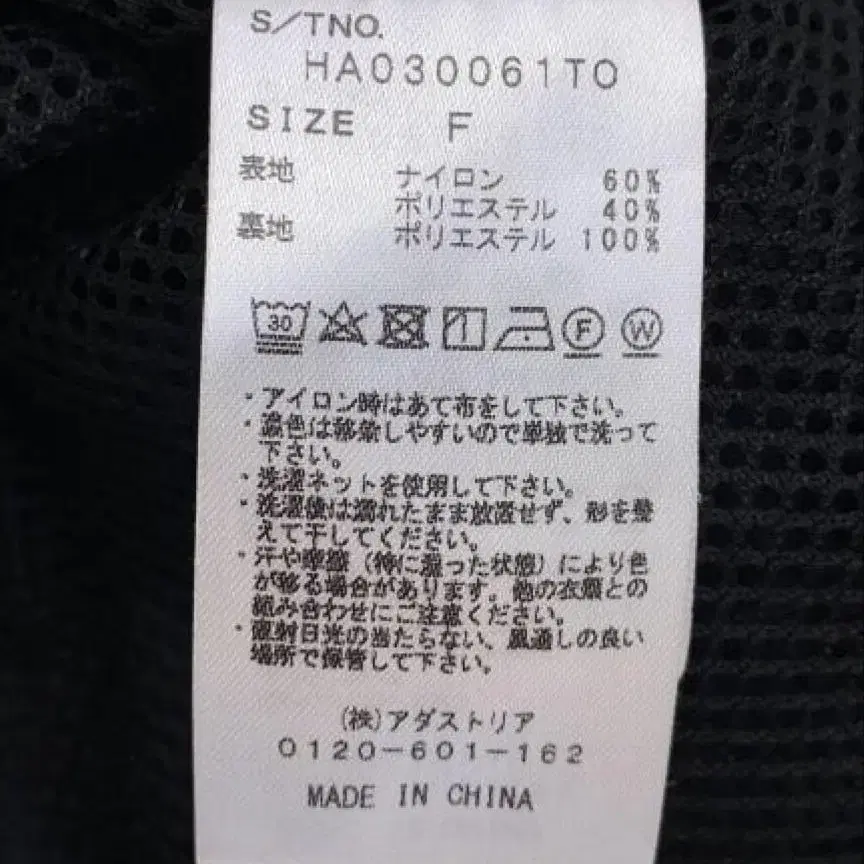 S/TNO.
HA030061TO
SIZE F
表地 ナイロン 60%
ポリエステル 40%
裏地 ポリエステル 100%
30
F W
・アイロン時はあて布をして下さい。
・濃色は移染しやすいので単独で洗って
下さい。
・洗濯ネットを使用して下さい。
・洗濯後は濡れたまま放置せず、形を整
えて干してください。
・汗や摩擦(特に湿った状態)により色
が移る場合があります。他の衣類との
組み合わせにご注意ください。
・直射日光の当たらない、風通しの良い
場所で保管して下さい。
(株)アダストリア
0120-601-162
MADE IN CHINA